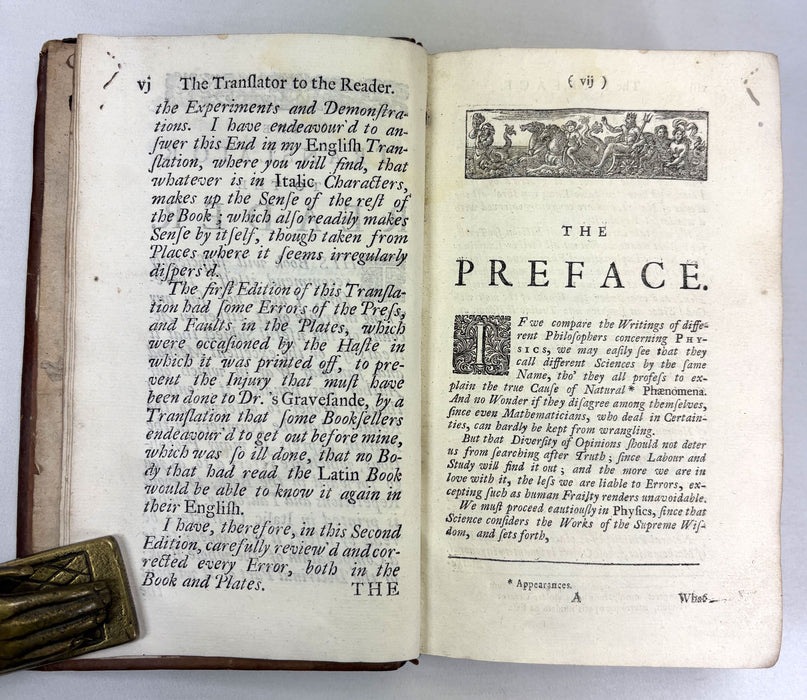 vj The Tranſlator to the Reader.
the Experiments and Demonſtra-
tions. I have endeavour'd to an-
ſwer this End in my Engliſh Tran-
ſlation, where you will find, that
whatever is in Italic Characters,
makes up the Senſe of the reſt of
the Book; which alſo readily makes
Senſe by itſelf, though taken from
Places where it ſeems irregularly
diſpers'd.
The firſt Edition of this Tranſla-
tion had ſome Errors of the Preſs,
and Faults in the Plates, which
were occaſioned by the Haſte in
which it was printed off, to pre-
vent the Injury that muſt have
been done to Dr. 's Graveſande, by a
Tranſlation that ſome Bookſellers
endeavour'd to get out before mine,
which was ſo ill done, that no Bo-
dy that had read the Latin Book
would be able to know it again in
their Engliſh.
I have, therefore, in this Second
Edition, carefully review'd and cor-
rected every Error, both in the
Book and Plates.
THE
( vij )
THE
PREFACE.
IF we compare the Writings of diffe-
rent Philoſophers concerning PHY-
SICS, we may eaſily ſee that they
call different Sciences by the ſame
Name, tho' they all profeſs to ex-
plain the true Cauſe of Natural * Phænomena.
And no Wonder if they diſagree among themſelves,
ſince even Mathematicians, who deal in Certain-
ties, can hardly be kept from wrangling.
But that Diverſity of Opinions ſhould not deter
us from ſearching after Truth; ſince Labour and
Study will find it out; and the more we are in
love with it, the leſs we are liable to Errors, ex-
cepting ſuch as human Frailty renders unavoidable.
We muſt proceed cautiouſly in Phyſics, ſince that
Science conſiders the Works of the Supreme Wiſ-
dom, and ſets forth,
* Appearances.
A What